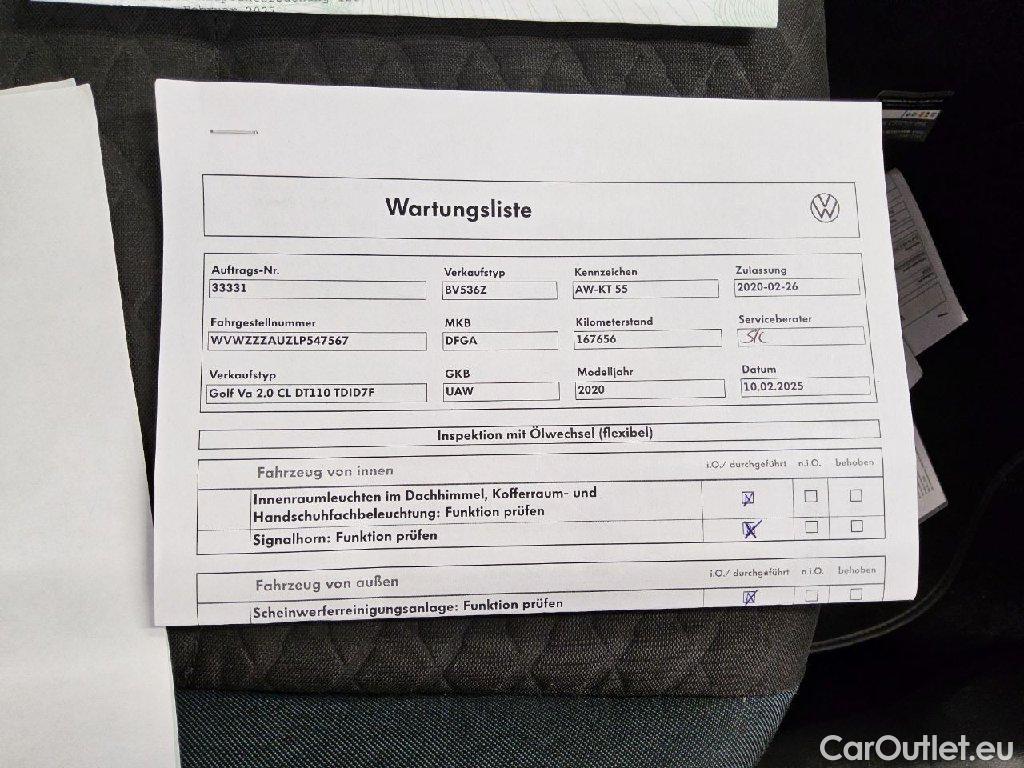 Februar 2025
Wartungsliste
Auftrags-Nr. Verkaufstyp Kennzeichen Zulassung
33331 BV536Z AW-KT 55 2020-02-26
Fahrgestellnummer MKB Kilometerstand Serviceberater
WVWZZZAUZLP547567 DFGA 167656
Verkaufstyp GKB Modelljahr Datum
Golf Va 2.0 CL DT110 TDID7F UAW 2020 10.02.2025
Inspektion mit Ölwechsel (flexibel)
Fahrzeug von innen i.O./ durchgeführt n.i.O. behoben
Innenraumleuchten im Dachhimmel, Kofferraum- und
Handschuhfachbeleuchtung: Funktion prüfen
Signalhorn: Funktion prüfen
Fahrzeug von außen i.O./ durchgeführt n.i.O. behoben
Scheinwerferreinigungsanlage: Funktion prüfen
CarOutlet.eu